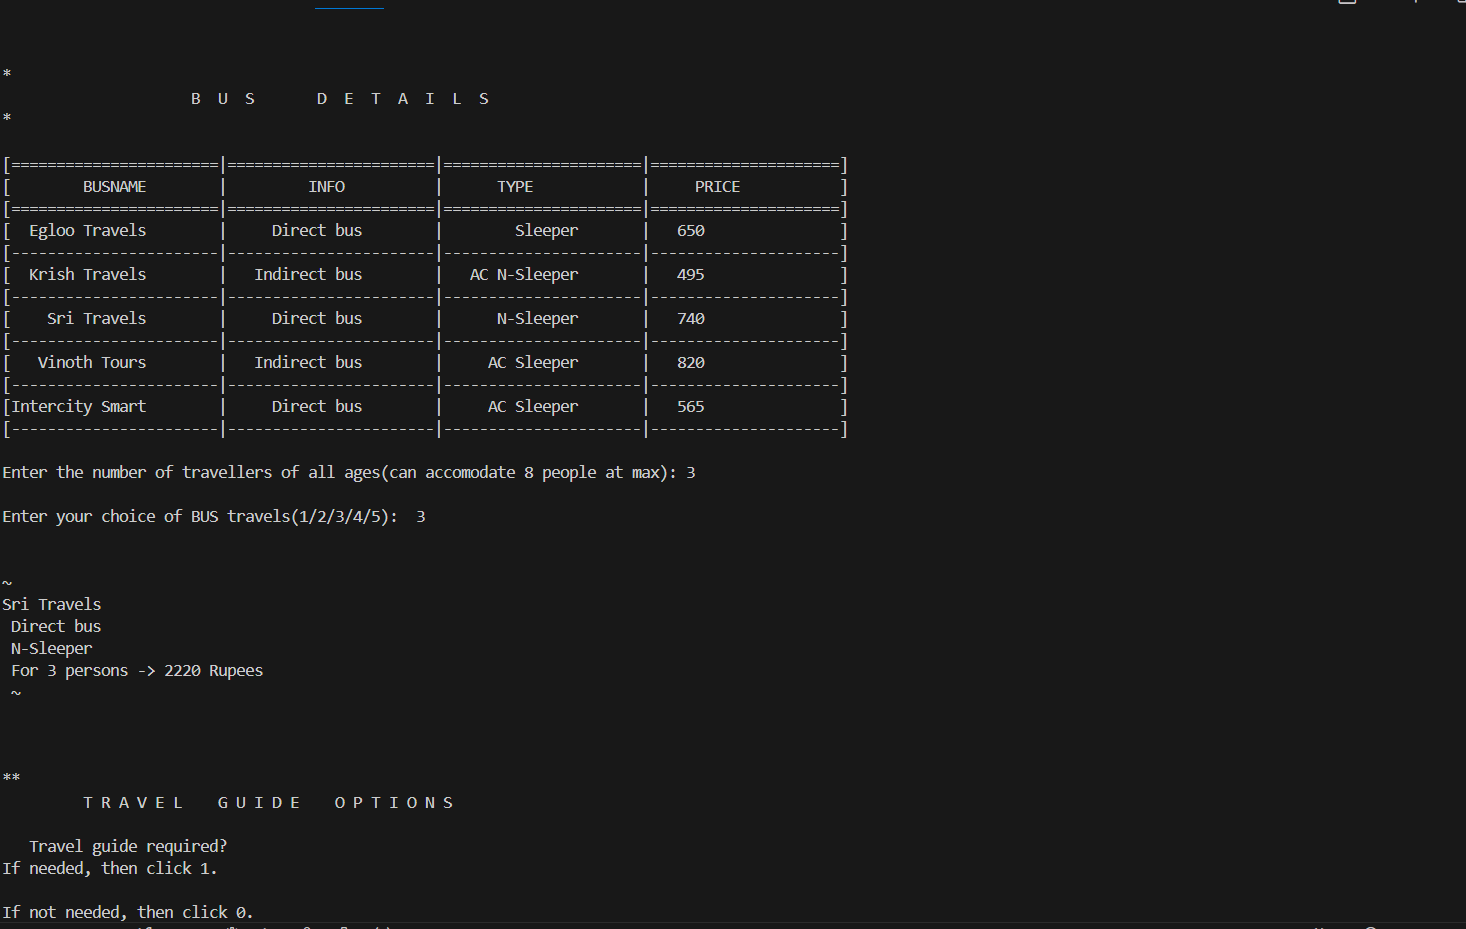 *
B U S D E T A I L S
*
[=======================|=======================|======================|=====================]
[ BUSNAME | INFO | TYPE | PRICE ]
[=======================|=======================|======================|=====================]
[ Egloo Travels | Direct bus | Sleeper | 650 ]
[-----------------------|-----------------------|----------------------|---------------------]
[ Krish Travels | Indirect bus | AC N-Sleeper | 495 ]
[-----------------------|-----------------------|----------------------|---------------------]
[ Sri Travels | Direct bus | N-Sleeper | 740 ]
[-----------------------|-----------------------|----------------------|---------------------]
[ Vinoth Tours | Indirect bus | AC Sleeper | 820 ]
[-----------------------|-----------------------|----------------------|---------------------]
[Intercity Smart | Direct bus | AC Sleeper | 565 ]
[-----------------------|-----------------------|----------------------|---------------------]
Enter the number of travellers of all ages(can accomodate 8 people at max): 3
Enter your choice of BUS travels(1/2/3/4/5): 3
~
Sri Travels
Direct bus
N-Sleeper
For 3 persons -> 2220 Rupees
~
**
T R A V E L G U I D E O P T I O N S
Travel guide required?
If needed, then click 1.
If not needed, then click 0.